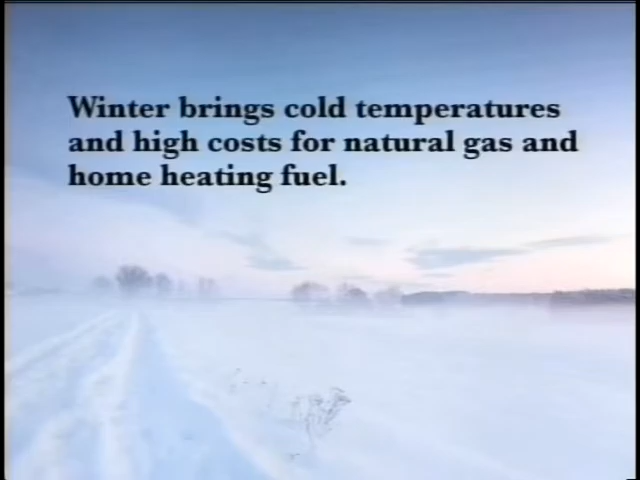 Winter brings cold temperatures
and high costs for natural gas and
home heating fuel.